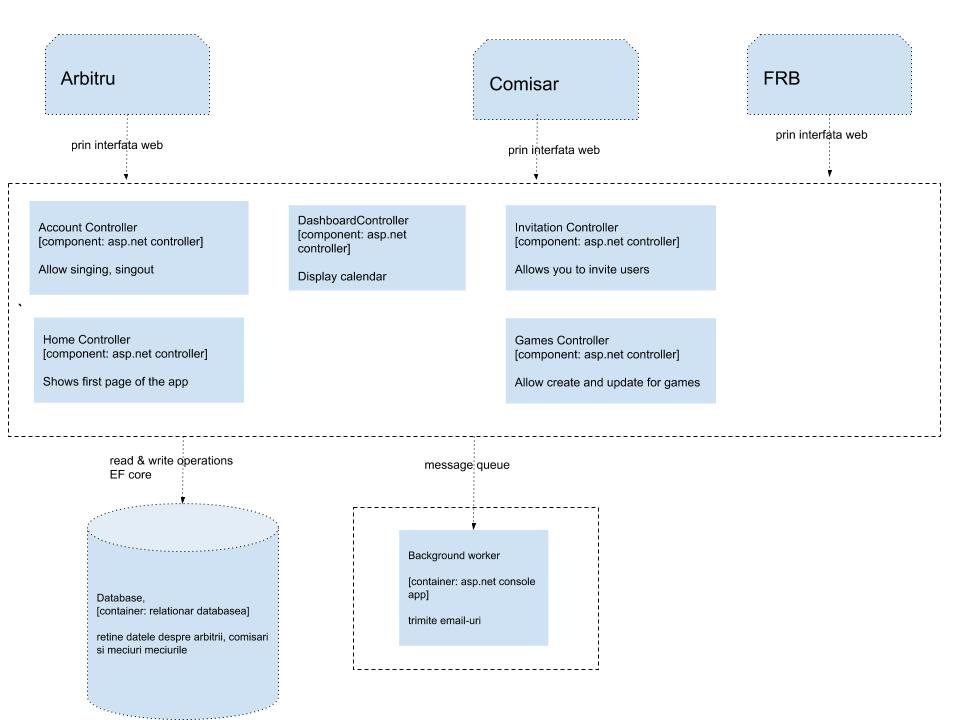 Arbitru
Comisar
FRB
prin interfata web
prin interfata web
prin interfata web
Account Controller
[component: asp.net controller]
Allow singing, singout
DashboardController
[component: asp.net
controller]
Display calendar
Invitation Controller
[component: asp.net controller]
Allows you to invite users
Home Controller
[component: asp.net controller]
Shows first page of the app
Games Controller
[component: asp.net controller]
Allow create and update for games
read & write operations
EF core
message queue
Database,
[container: relationar databasea]
retine datele despre arbitrii, comisari
si meciuri meciurile
Background worker
[container: asp.net console
app]
trimite email-uri